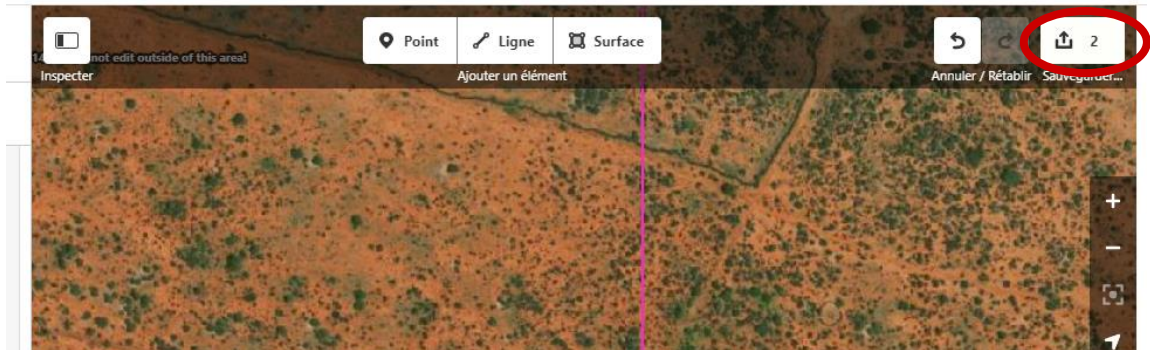 Point Ligne Surface 2
not edit outside of this area!
Inspecter Ajouter un élément Annuler / Rétablir Sauvegarder...